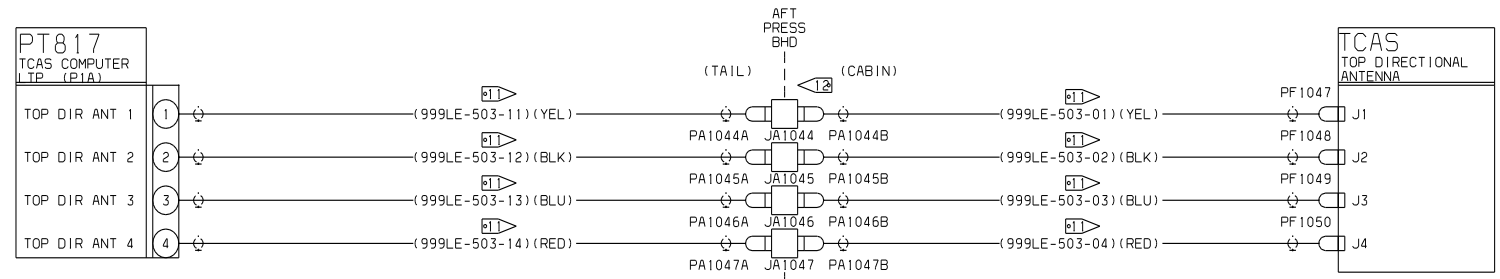 AFT
PRESS
BHD
PT817
TCAS COMPUTER
LTP (P1A)
TCAS
TOP DIRECTIONAL
ANTENNA
(TAIL) (CABIN)
12
11 11 PF1047
TOP DIR ANT 1 1 (999LE-503-11)(YEL) (999LE-503-01)(YEL) J1
PA1044A JA1044 PA1044B
11 11 PF1048
TOP DIR ANT 2 2 (999LE-503-12)(BLK) (999LE-503-02)(BLK) J2
PA1045A JA1045 PA1045B
11 11 PF1049
TOP DIR ANT 3 3 (999LE-503-13)(BLU) (999LE-503-03)(BLU) J3
PA1046A JA1046 PA1046B
11 11 PF1050
TOP DIR ANT 4 4 (999LE-503-14)(RED) (999LE-503-04)(RED) J4
PA1047A JA1047 PA1047B